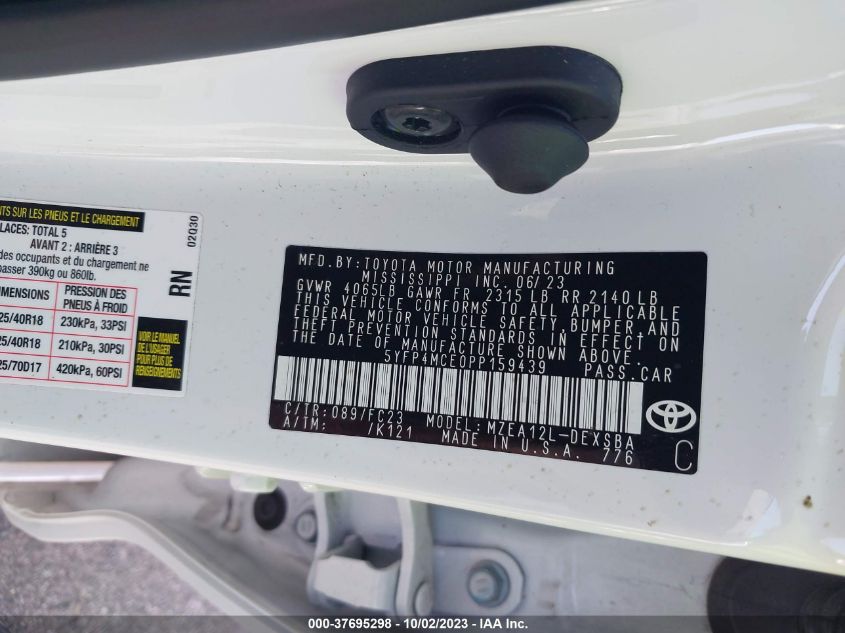 NTS SUR LES PNEUS ET LE CHARGEMENT
LACES: TOTAL 5
AVANT 2 : ARRIÈRE 3
des occupants et du chargement ne
passer 390kg ou 860lb.
MENSIONS PRESSION DES PNEUS À FROID
25/40R18 230kPa, 33PSI
25/40R18 210kPa, 30PSI
25/70D17 420kPa, 60PSI
VOIR LE MANUEL
DE L'USAGER
POUR PLUS DE
RENSEIGNEMENTS
RN
02Q30
MFD. BY: TOYOTA MOTOR MANUFACTURING
MISSISSIPPI INC. 06/23
GVWR 4065LB GAWR FR 2315 LB RR 2140 LB
THIS VEHICLE CONFORMS TO ALL APPLICABLE
FEDERAL MOTOR VEHICLE SAFETY, BUMPER, AND
THEFT PREVENTION STANDARDS IN EFFECT ON
THE DATE OF MANUFACTURE SHOWN ABOVE.
5YFP4MCE0PP159439 PASS. CAR
C/TR: 089/FC23 MODEL: MZEA12L-DEXSBA
A/TM: /K121 MADE IN U.S.A. 776
C
000-37695298 - 10/02/2023 - IAA Inc.